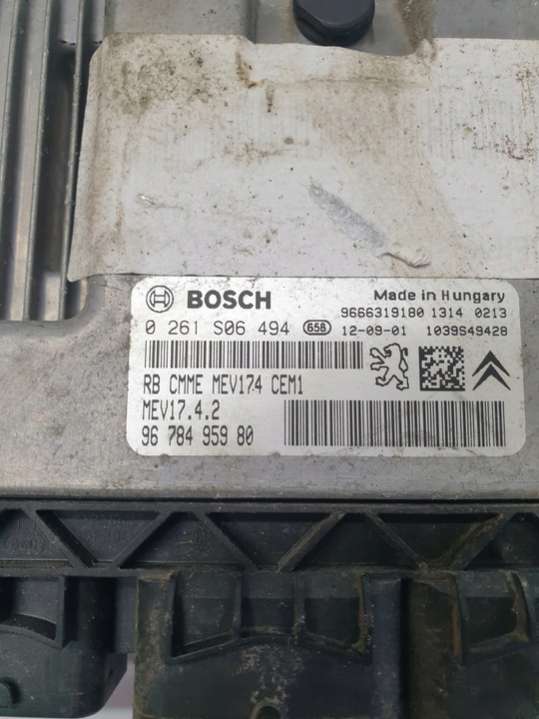 BOSCH
Made in Hungary
9666319180 1314 0213
0 261 S06 494 658 12-09-01 1039S49428
RB CMME MEV174 CEM1
MEV17.4.2
96 784 959 80